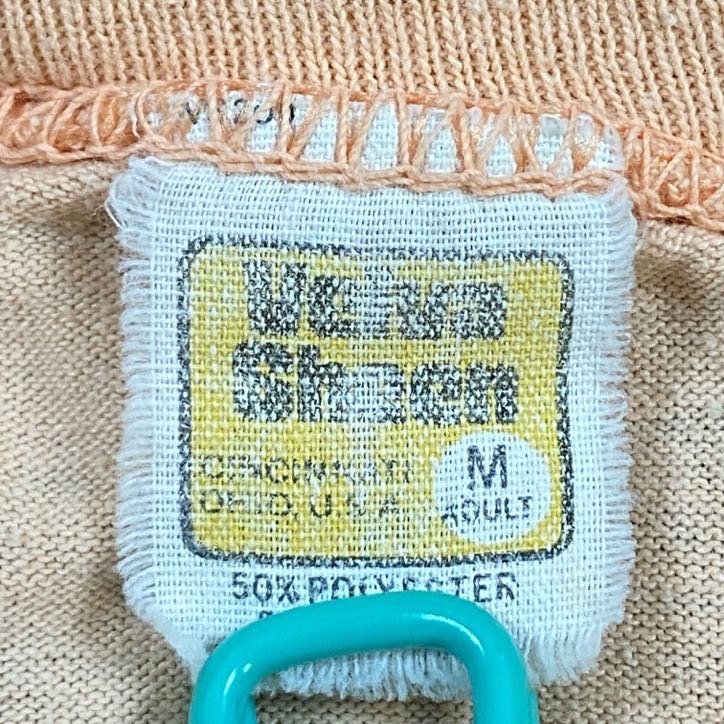 Velva
Sheen
CINCINNATI
OHIO, U.S.A.
M
ADULT
50% POLYESTER